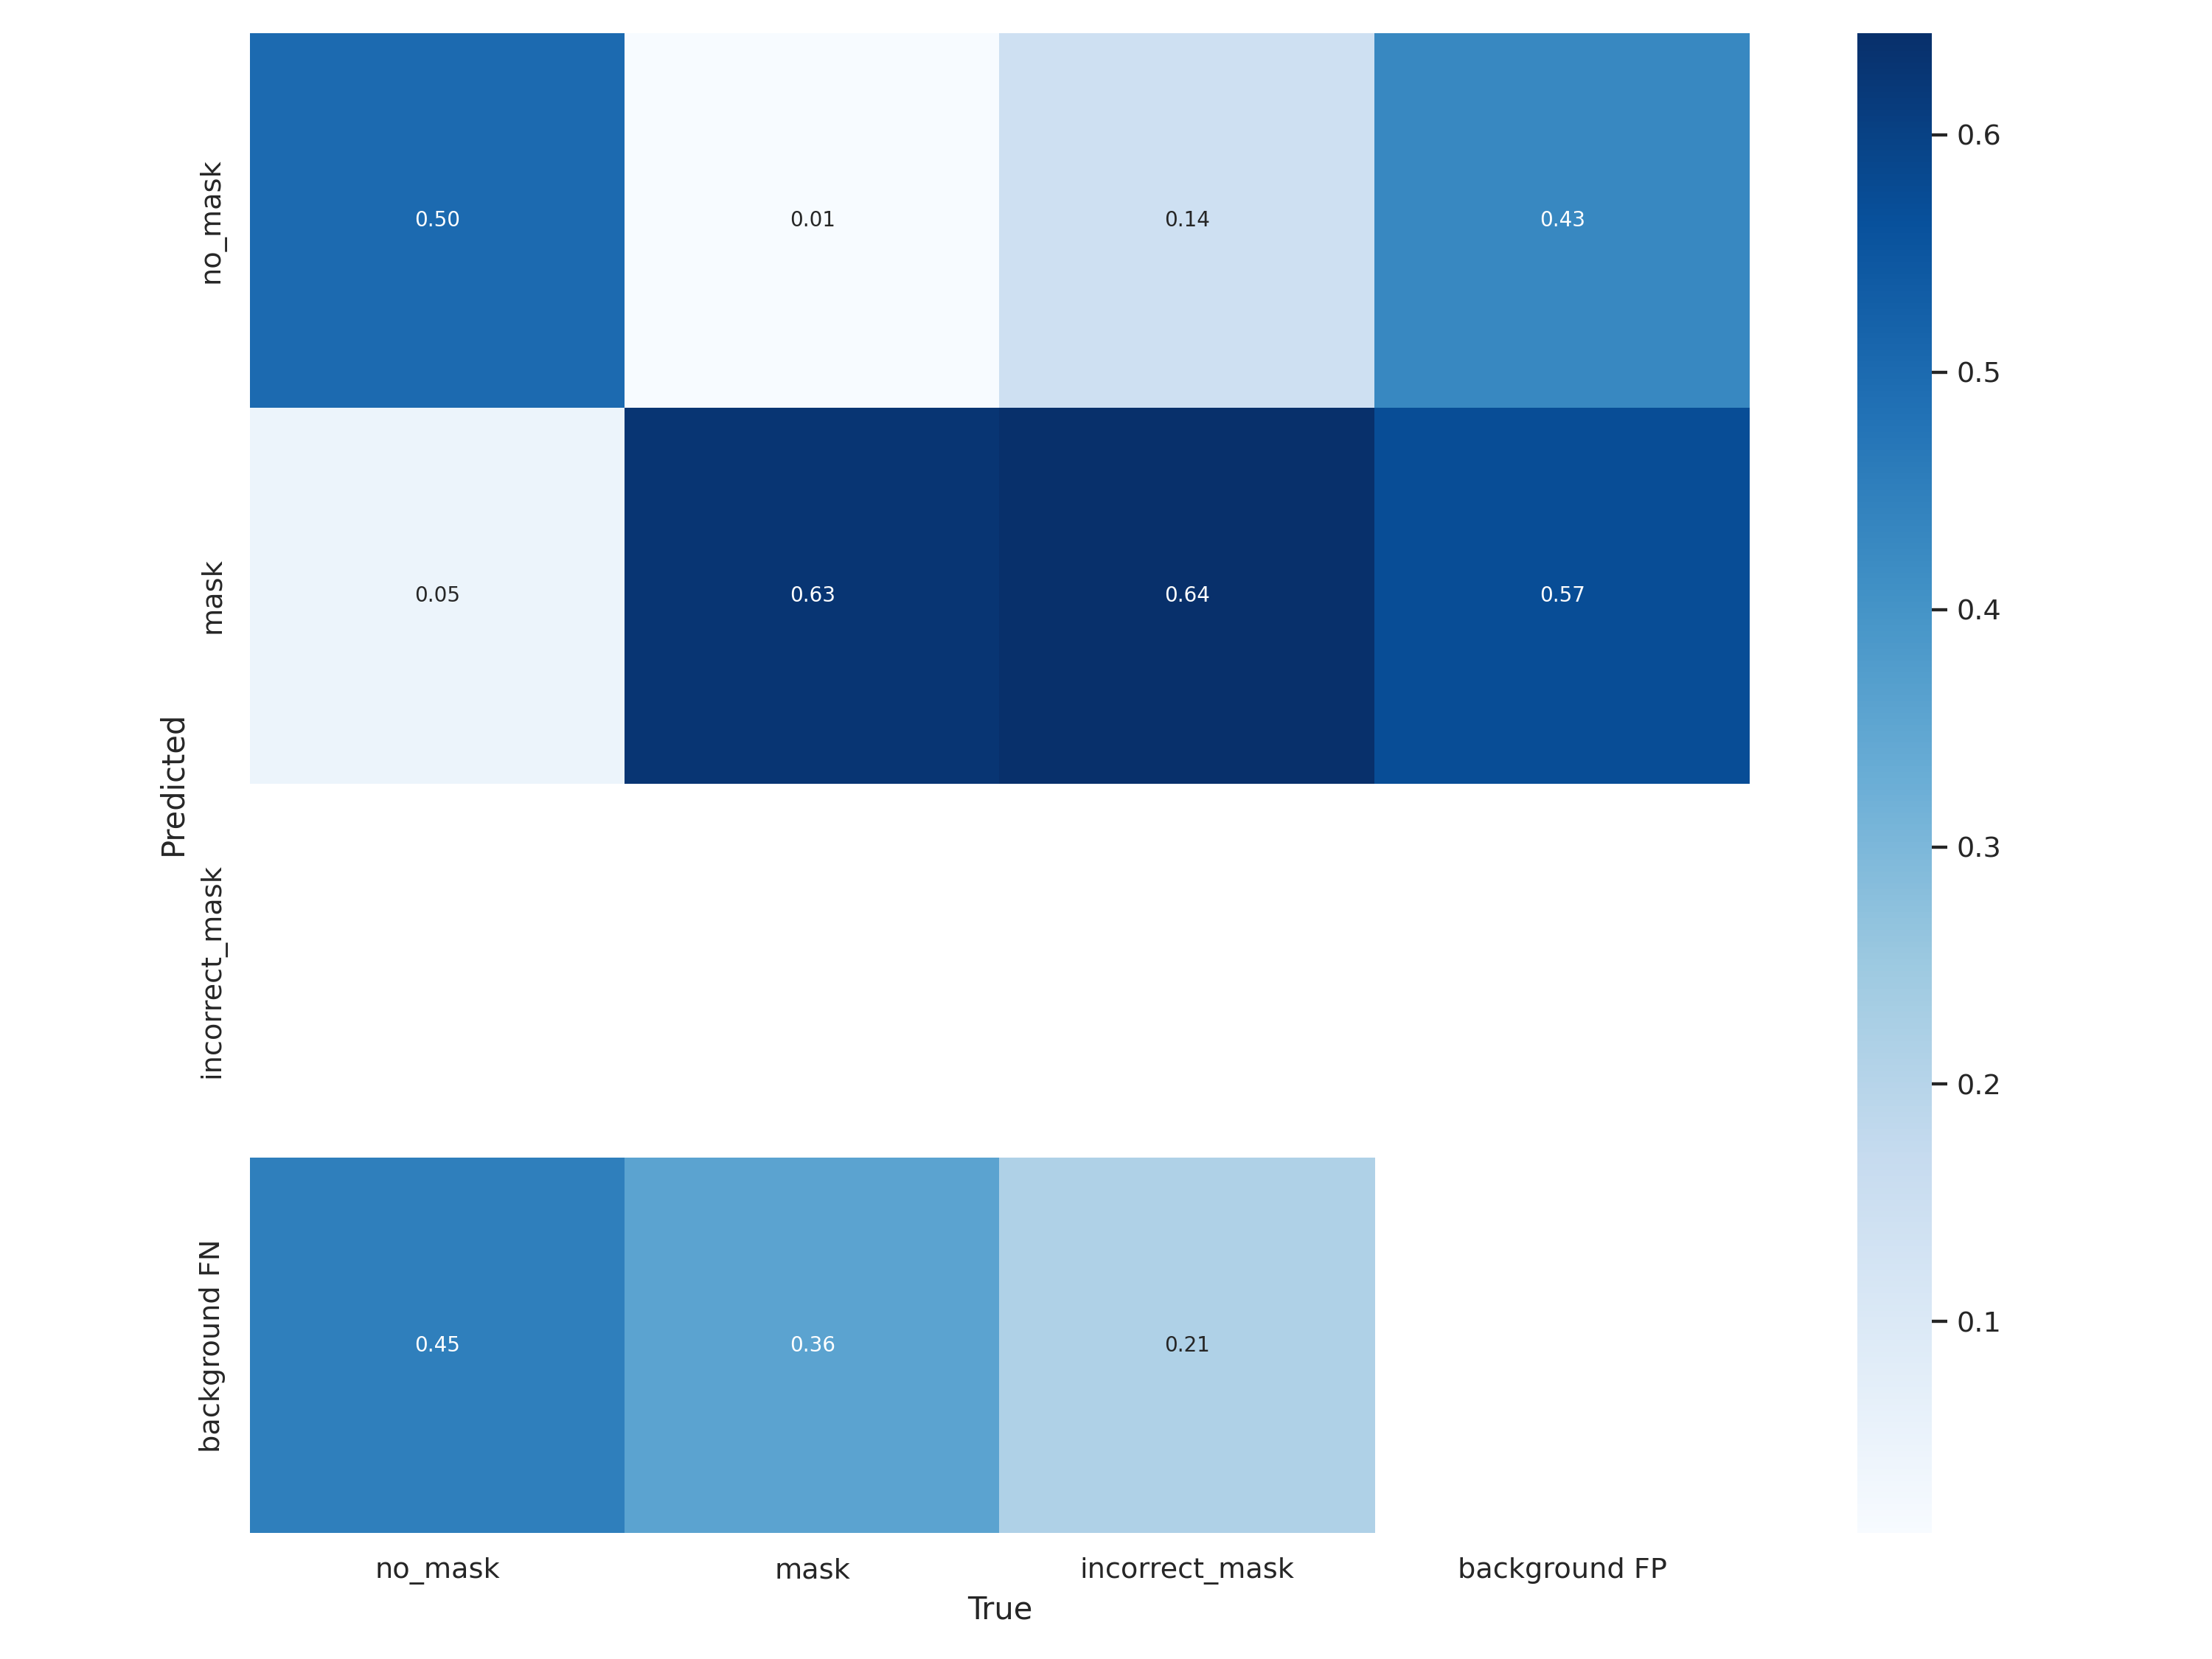 0.50 0.01 0.14 0.43
0.05 0.63 0.64 0.57
0.45 0.36 0.21
no_mask
mask
incorrect_mask
background FN
Predicted
no_mask mask incorrect_mask background FP
True
0.6
0.5
0.4
0.3
0.2
0.1